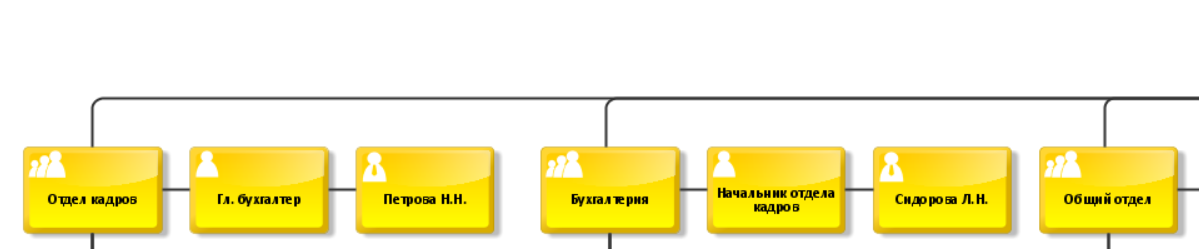 Отдел кадров
Гл. бухгалтер
Петрова Н.Н.
Бухгалтерия
Начальник отдела
кадров
Сидорова Л.Н.
Общий отдел